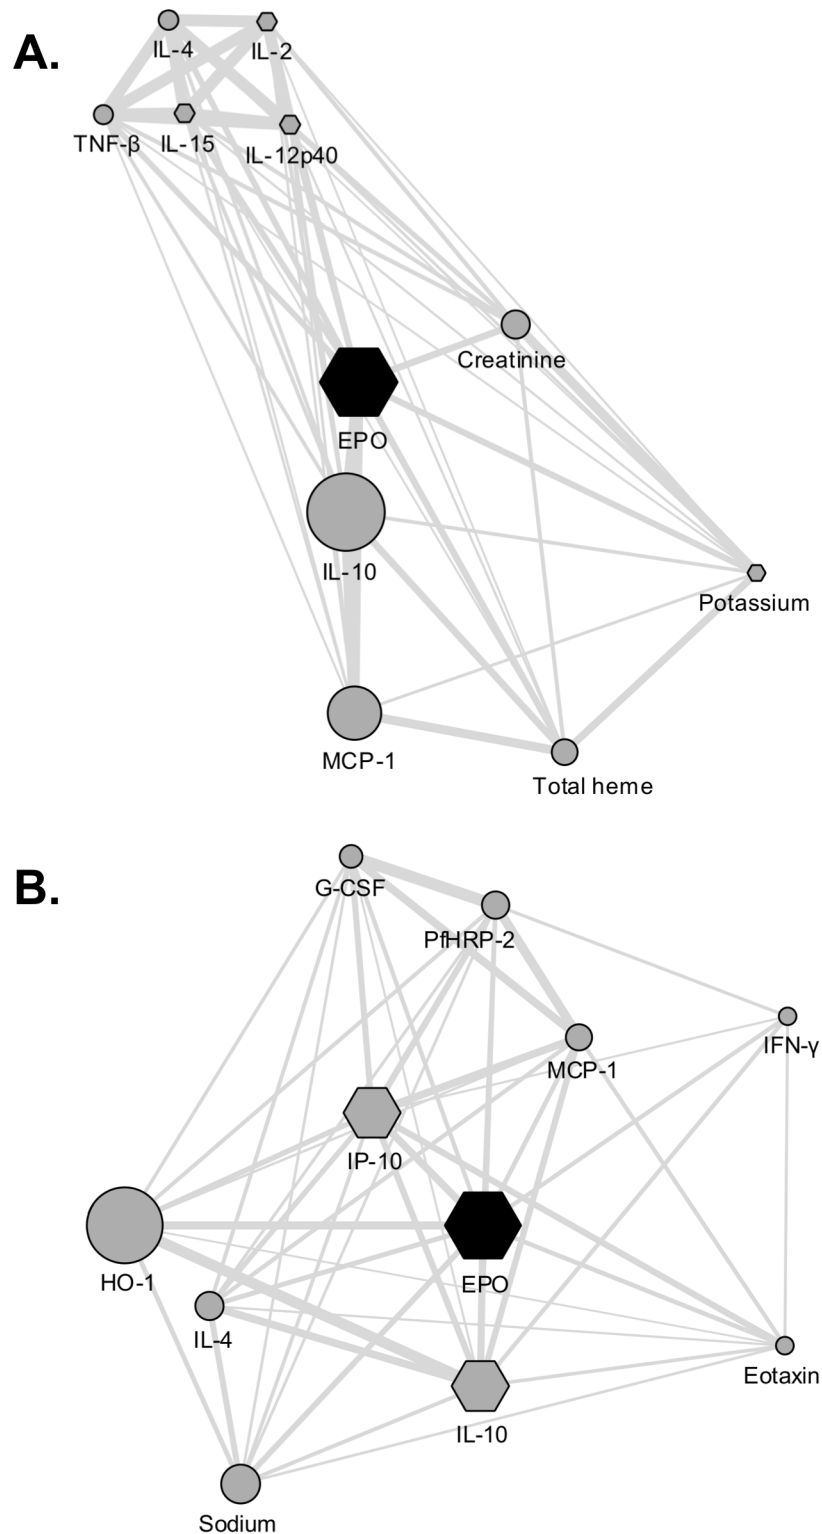 A.
IL-4
IL-2
TNF-β
IL-15
IL-12p40
Creatinine
EPO
IL-10
Potassium
MCP-1
Total heme
B.
G-CSF
PfHRP-2
IFN-γ
MCP-1
IP-10
HO-1
EPO
IL-4
Eotaxin
IL-10
Sodium